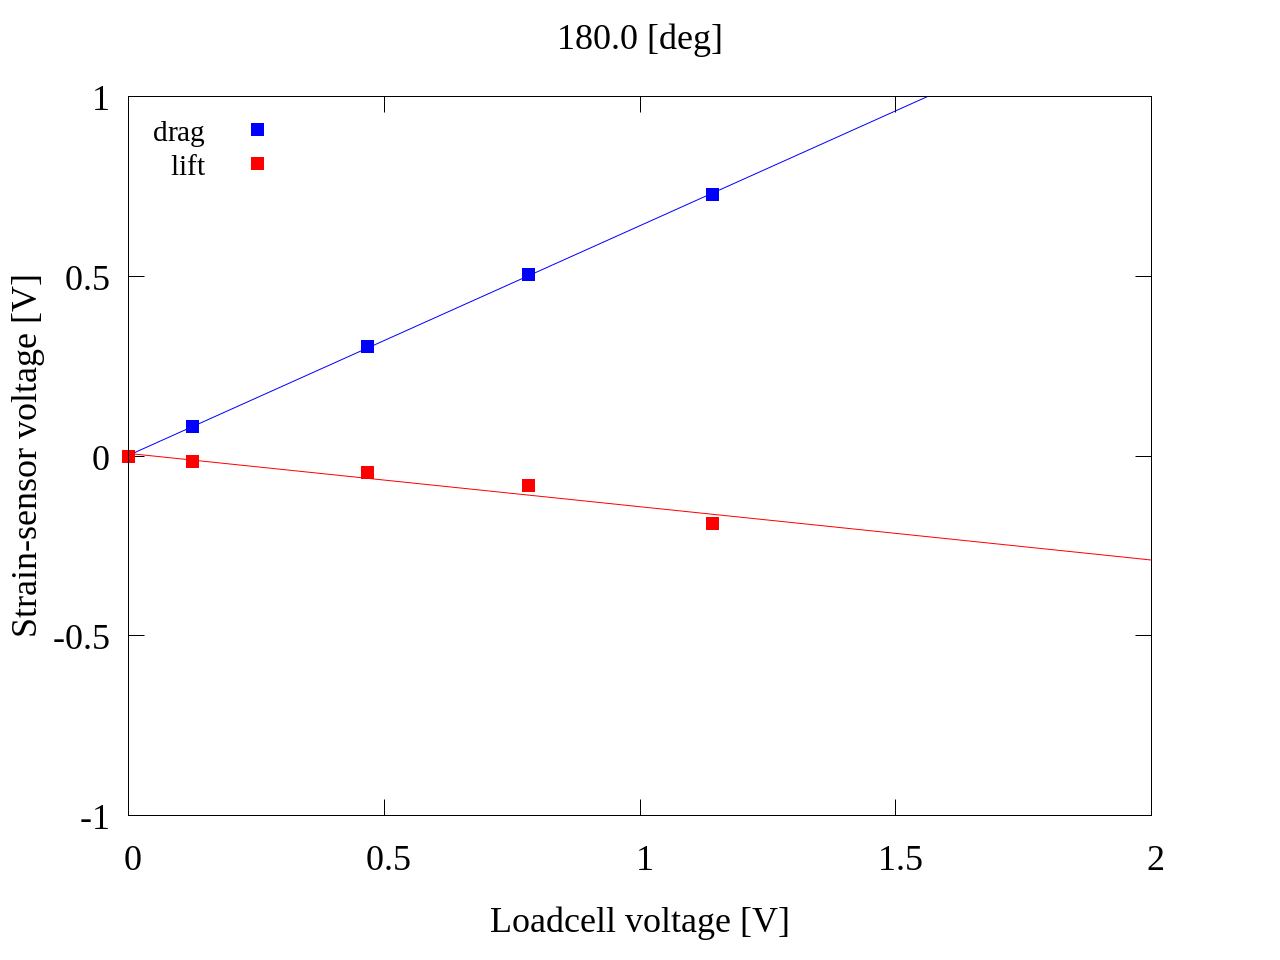 180.0 [deg]
drag
lift
1
0.5
0
-0.5
-1
Strain-sensor voltage [V]
0 0.5 1 1.5 2
Loadcell voltage [V]